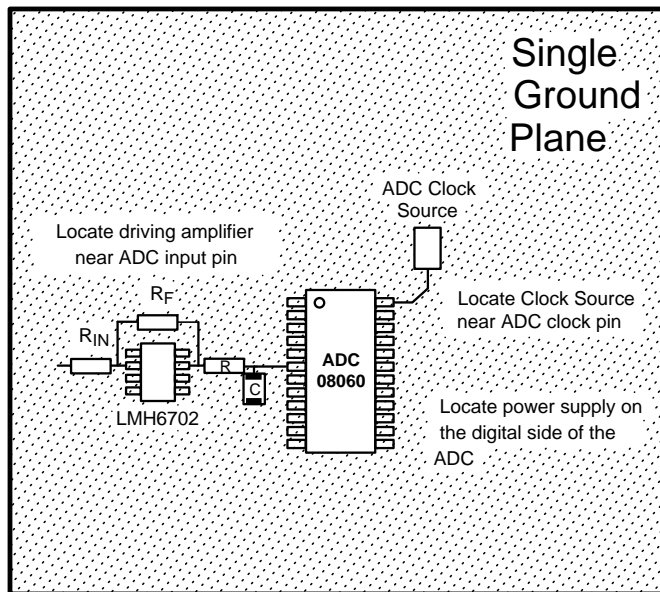 Single
Ground
Plane
ADC Clock
Source
Locate driving amplifier
near ADC input pin
RF
Locate Clock Source
near ADC clock pin
RIN
ADC
08060
R
C
LMH6702
Locate power supply on
the digital side of the
ADC